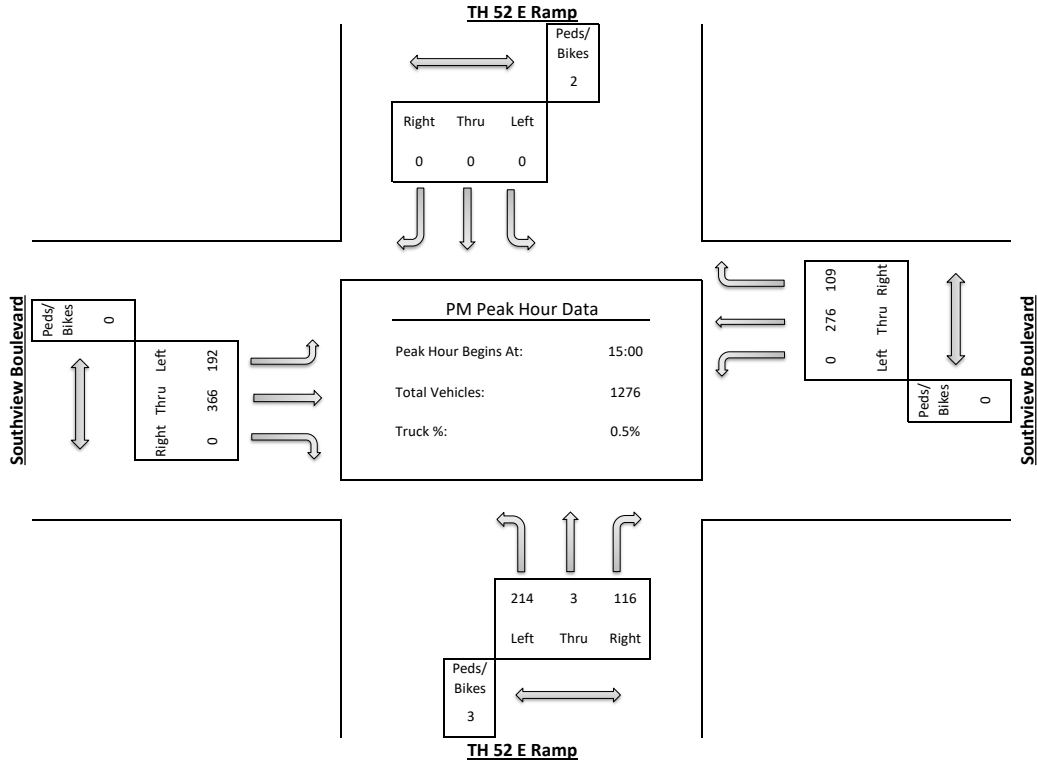 TH 52 E Ramp
Peds/
Bikes
2
Right Thru Left
0 0 0
Southview Boulevard
Peds/
Bikes
0
Left 192
Thru 366
Right 0
PM Peak Hour Data
Peak Hour Begins At: 15:00
Total Vehicles: 1276
Truck %: 0.5%
109 Right
276 Thru
0 Left
Peds/
Bikes
0
Southview Boulevard
214 3 116
Left Thru Right
Peds/
Bikes
3
TH 52 E Ramp